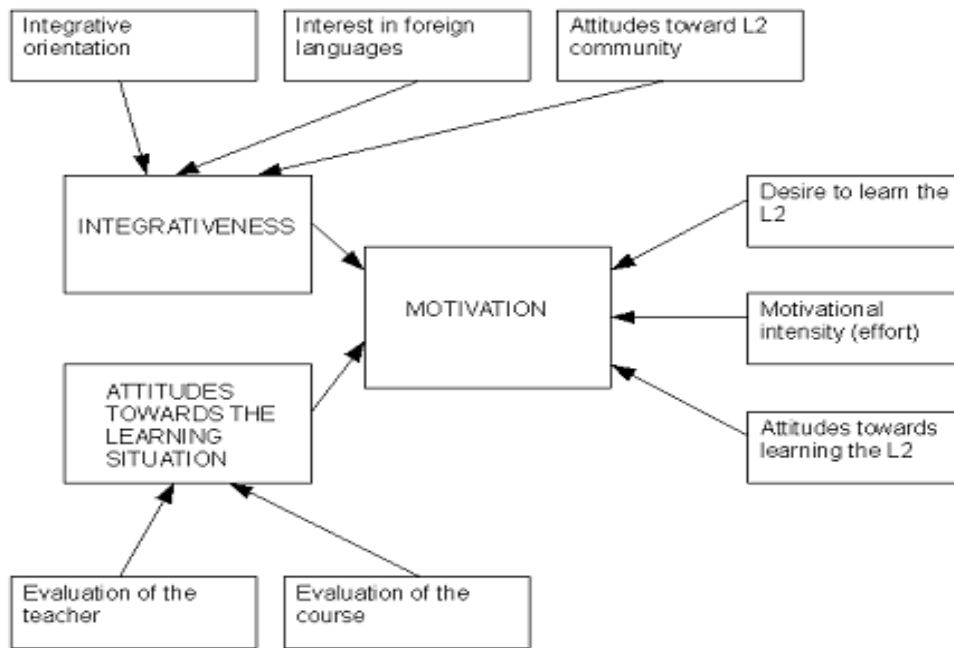 Integrative
orientation
Interest in foreign
languages
Attitudes toward L2
community
INTEGRATIVENESS
Desire to learn the
L2
MOTIVATION
Motivational
intensity (effort)
ATTITUDES
TOWARDS THE
LEARNING
SITUATION
Attitudes towards
learning the L2
Evaluation of the
teacher
Evaluation of the
course